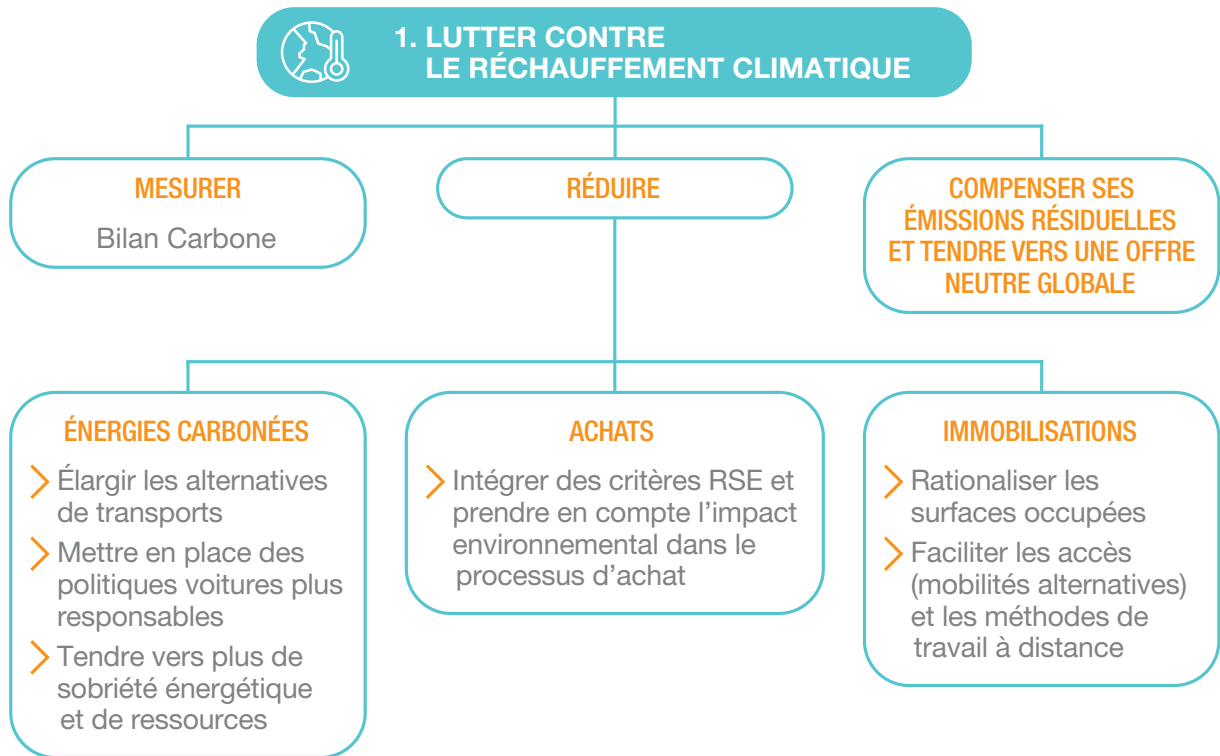 1. LUTTER CONTRE
LE RÉCHAUFFEMENT CLIMATIQUE
MESURER
Bilan Carbone
RÉDUIRE
COMPENSER SES
ÉMISSIONS RÉSIDUELLES
ET TENDRE VERS UNE OFFRE
NEUTRE GLOBALE
ÉNERGIES CARBONÉES
Élargir les alternatives
de transports
Mettre en place des
politiques voitures plus
responsables
Tendre vers plus de
sobriété énergétique
et de ressources
ACHATS
Intégrer des critères RSE et
prendre en compte l’impact
environnemental dans le
processus d’achat
IMMOBILISATIONS
Rationaliser les
surfaces occupées
Faciliter les accès
(mobilités alternatives)
et les méthodes de
travail à distance